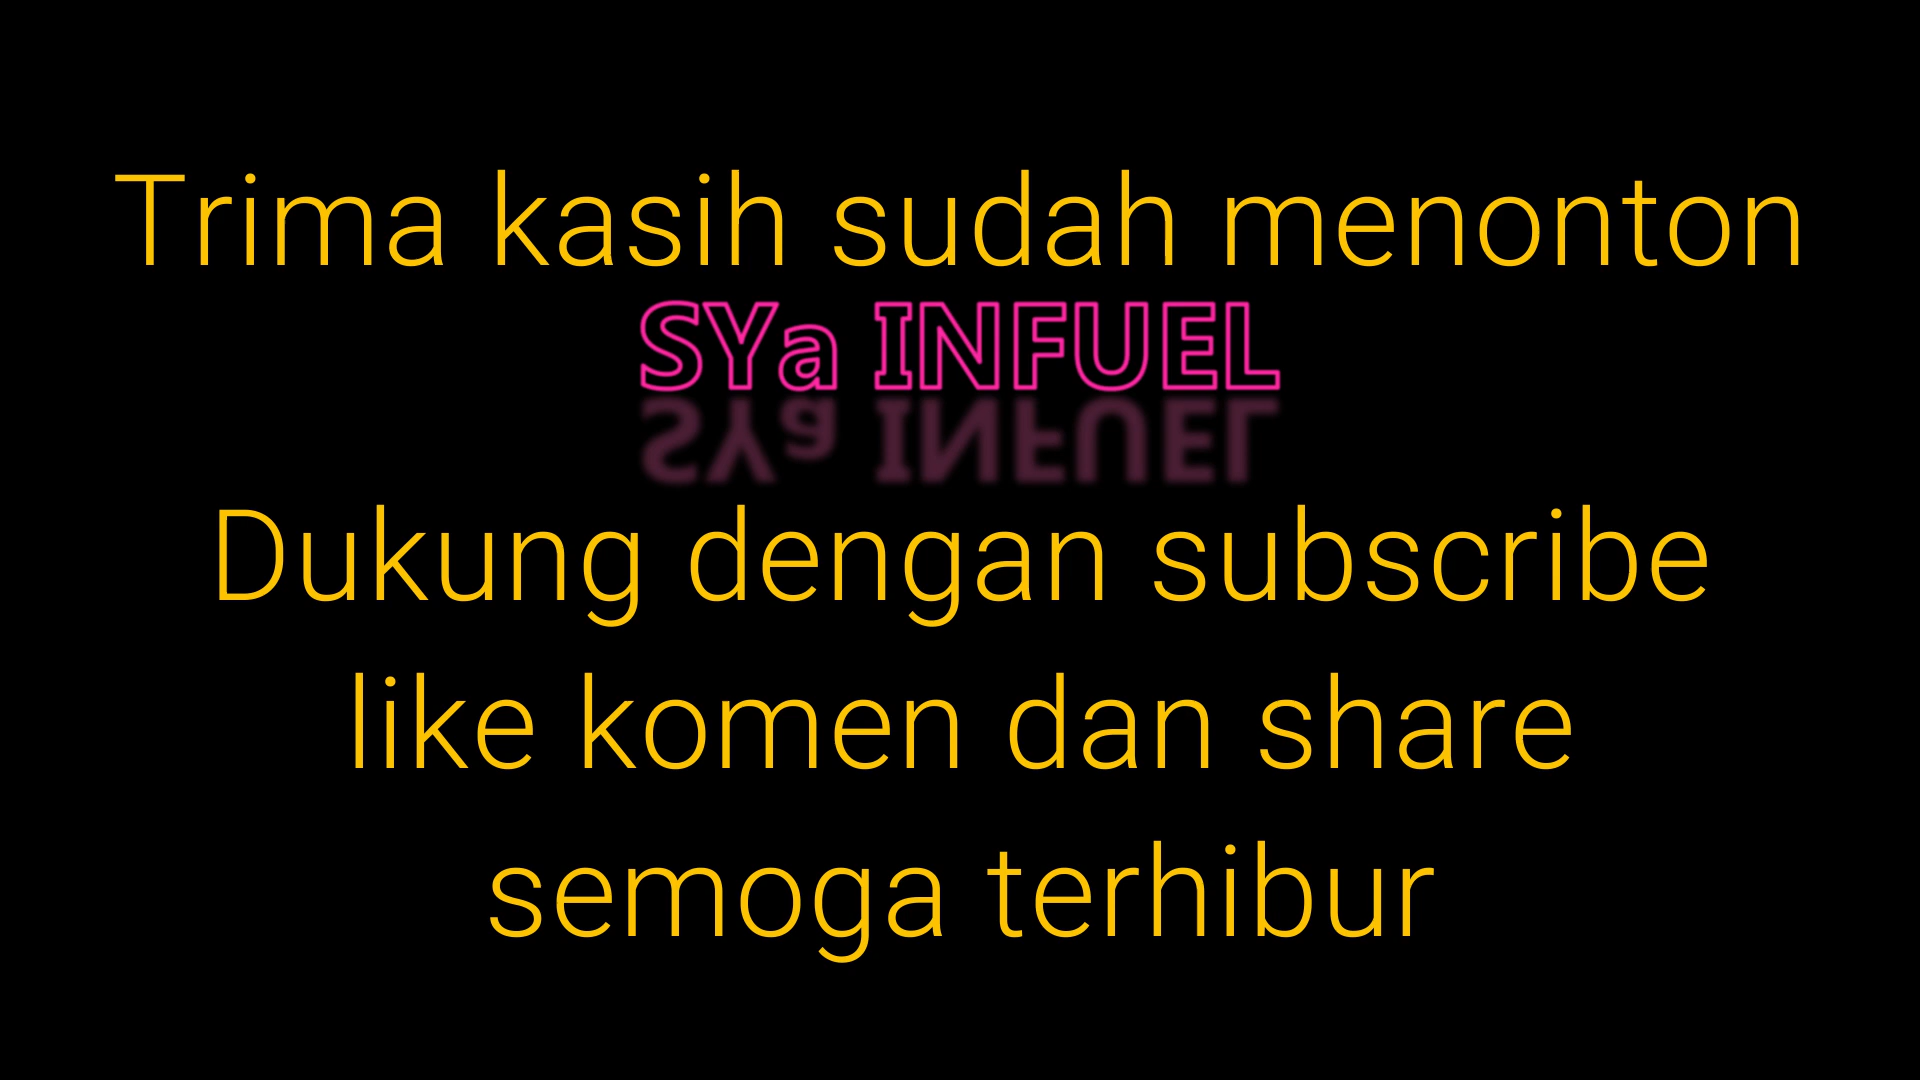 Trima kasih sudah menonton
SYa INFUEL
Dukung dengan subscribe
like komen dan share
semoga terhibur